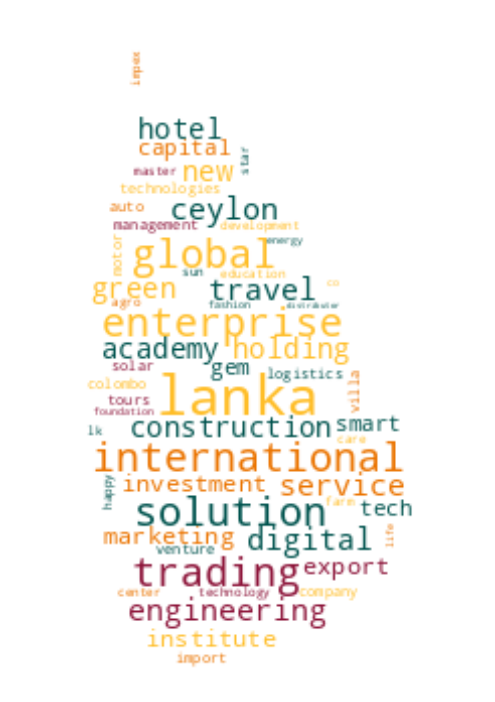 impex
hotel
capital
star
master new
technologies
auto ceylon
management development
motor global energy
sun education
green travel co
agro fashion distributor
enterprise
academy holding
solar gem logistics
colombo lanka villa
tours
foundation
lk construction smart
care
international
happy investment service
farm
solution tech
marketing digital life
venture
trading export
center technology company
engineering
institute
import